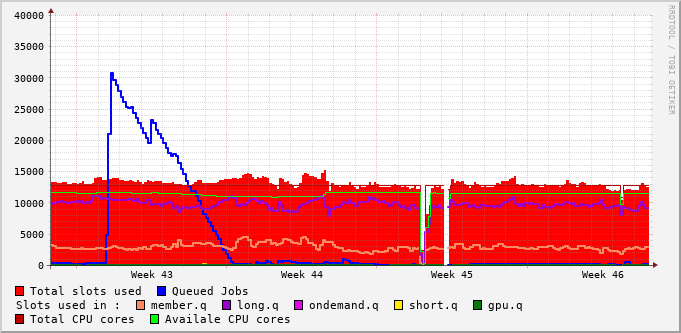 40000
35000
30000
25000
20000
15000
10000
5000
0
Week 43 Week 44 Week 45 Week 46
RRDTOOL / TOBI OETIKER
Total slots used Queued Jobs
Slots used in : member.q long.q ondemand.q short.q gpu.q
Total CPU cores Availale CPU cores